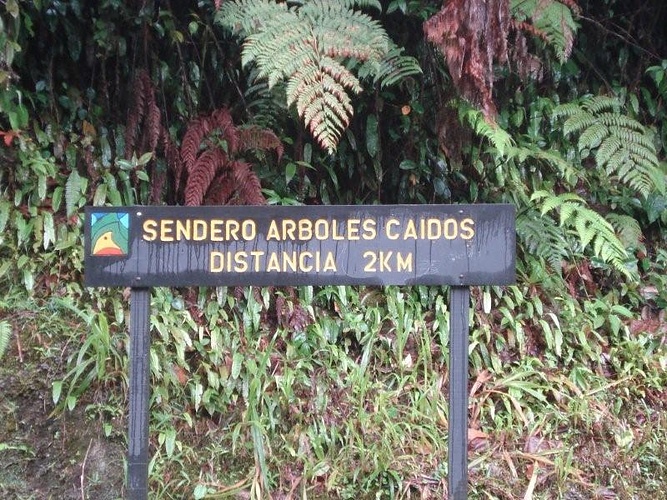 SENDERO ARBOLES CAIDOS
DISTANCIA 2KM